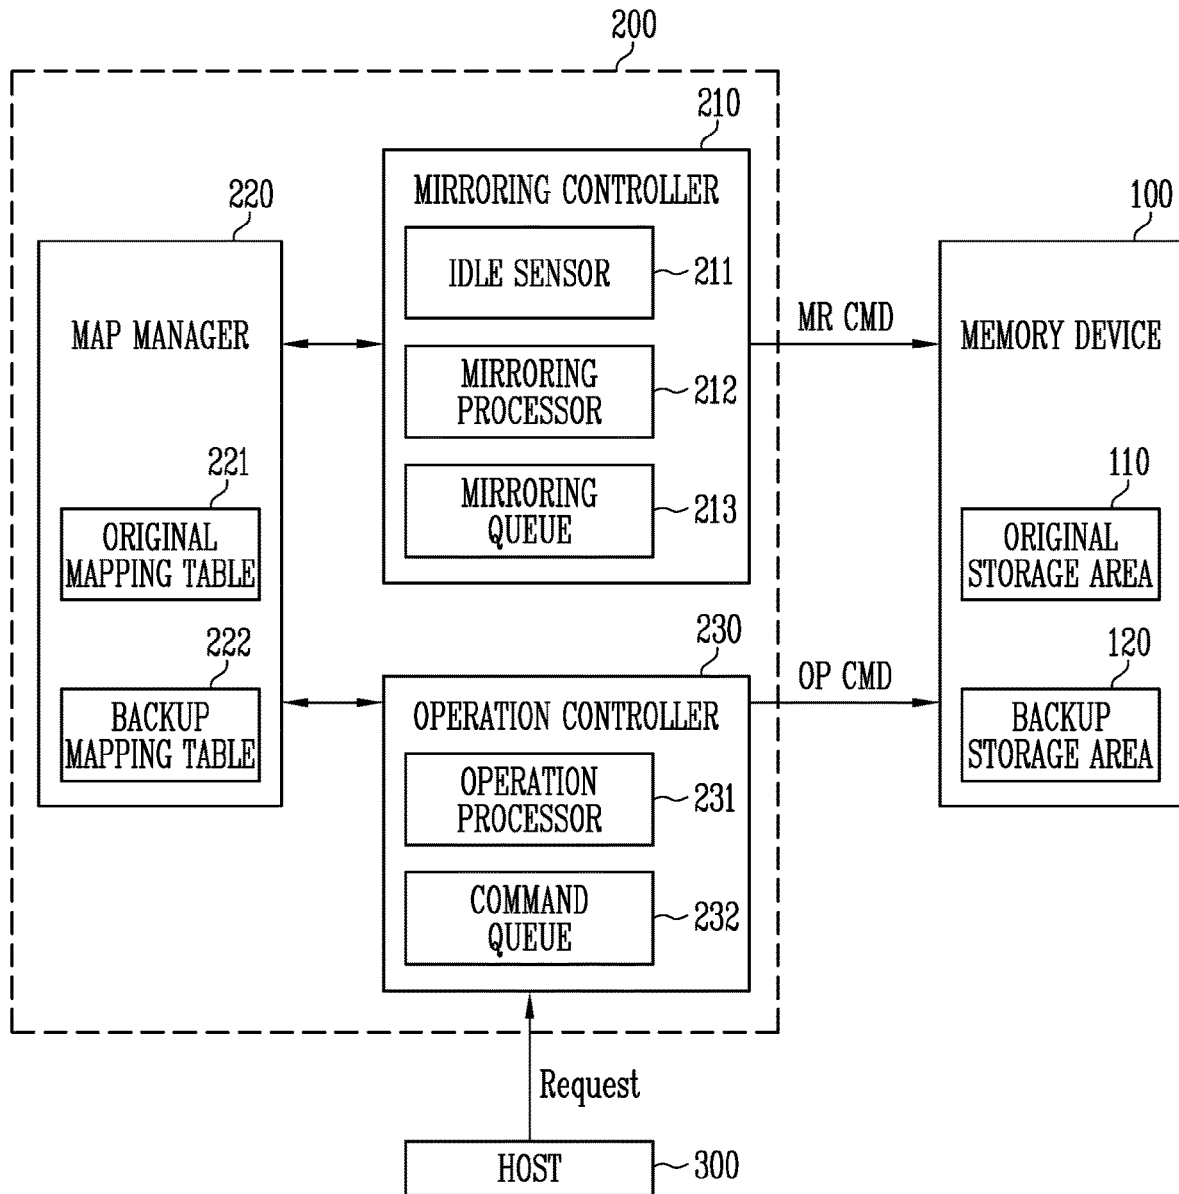 200
210
MIRRORING CONTROLLER
IDLE SENSOR
211
MIRRORING
PROCESSOR
212
MIRRORING
QUEUE
213
220
MAP MANAGER
221
ORIGINAL
MAPPING TABLE
222
BACKUP
MAPPING TABLE
230
OPERATION CONTROLLER
OPERATION
PROCESSOR
231
COMMAND
QUEUE
232
MR CMD
OP CMD
100
MEMORY DEVICE
110
ORIGINAL
STORAGE AREA
120
BACKUP
STORAGE AREA
Request
HOST
300